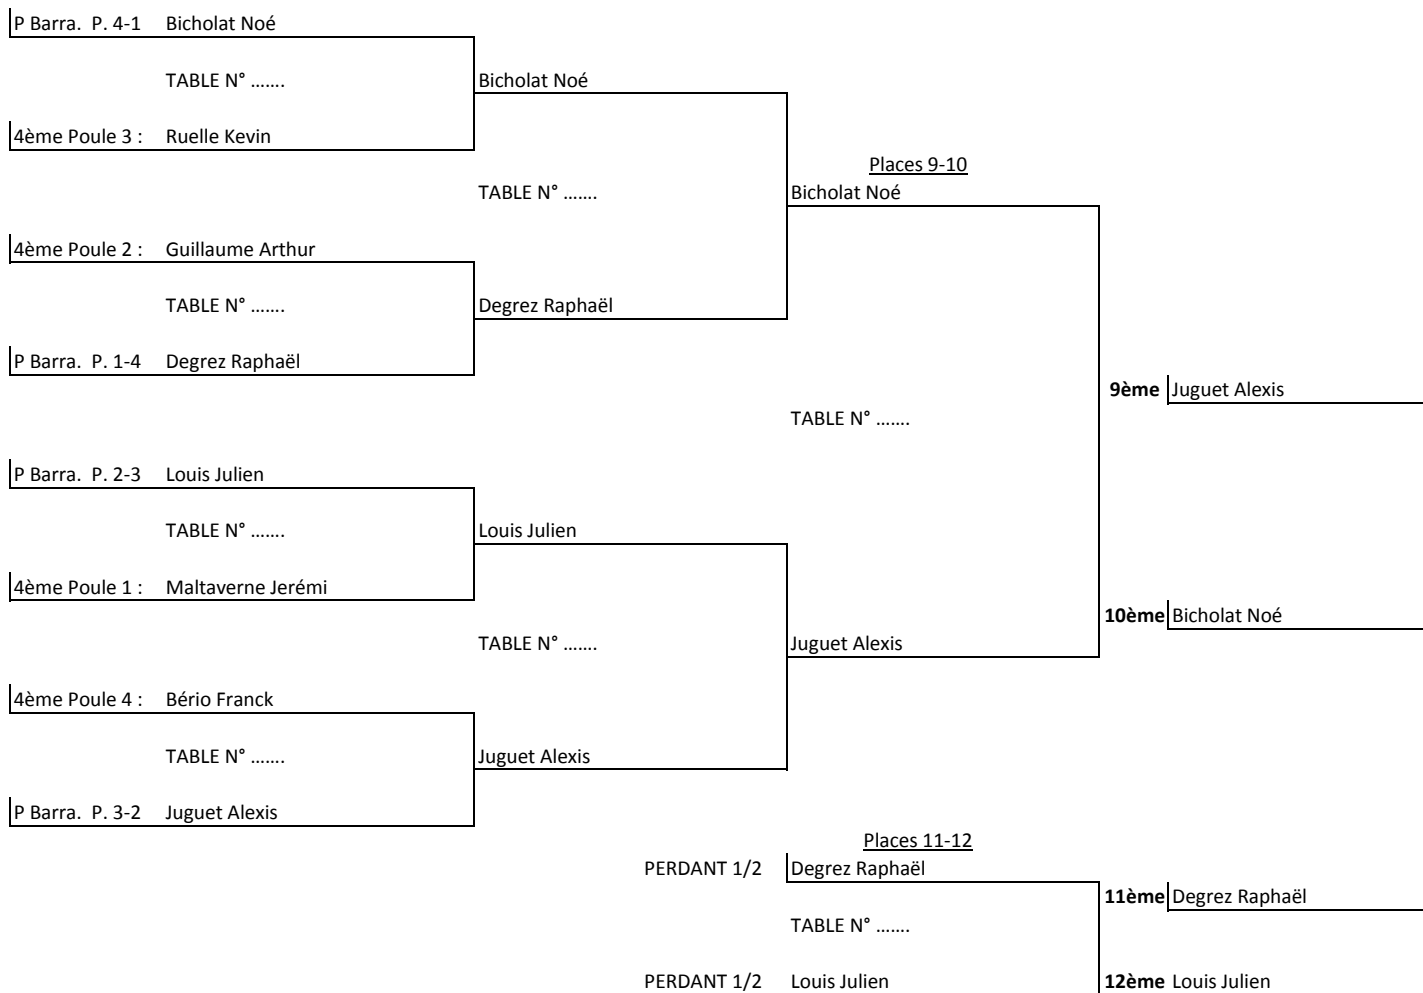 P Barra. P. 4-1 Bicholat Noé
TABLE N° ....... Bicholat Noé
4ème Poule 3 : Ruelle Kevin
Places 9-10
TABLE N° ....... Bicholat Noé
4ème Poule 2 : Guillaume Arthur
TABLE N° ....... Degrez Raphaël
P Barra. P. 1-4 Degrez Raphaël
9ème Juguet Alexis
TABLE N° .......
P Barra. P. 2-3 Louis Julien
TABLE N° ....... Louis Julien
4ème Poule 1 : Maltaverne Jerémi
10ème Bicholat Noé
TABLE N° ....... Juguet Alexis
4ème Poule 4 : Bério Franck
TABLE N° ....... Juguet Alexis
P Barra. P. 3-2 Juguet Alexis
Places 11-12
PERDANT 1/2 Degrez Raphaël
11ème Degrez Raphaël
TABLE N° .......
PERDANT 1/2 Louis Julien 12ème Louis Julien